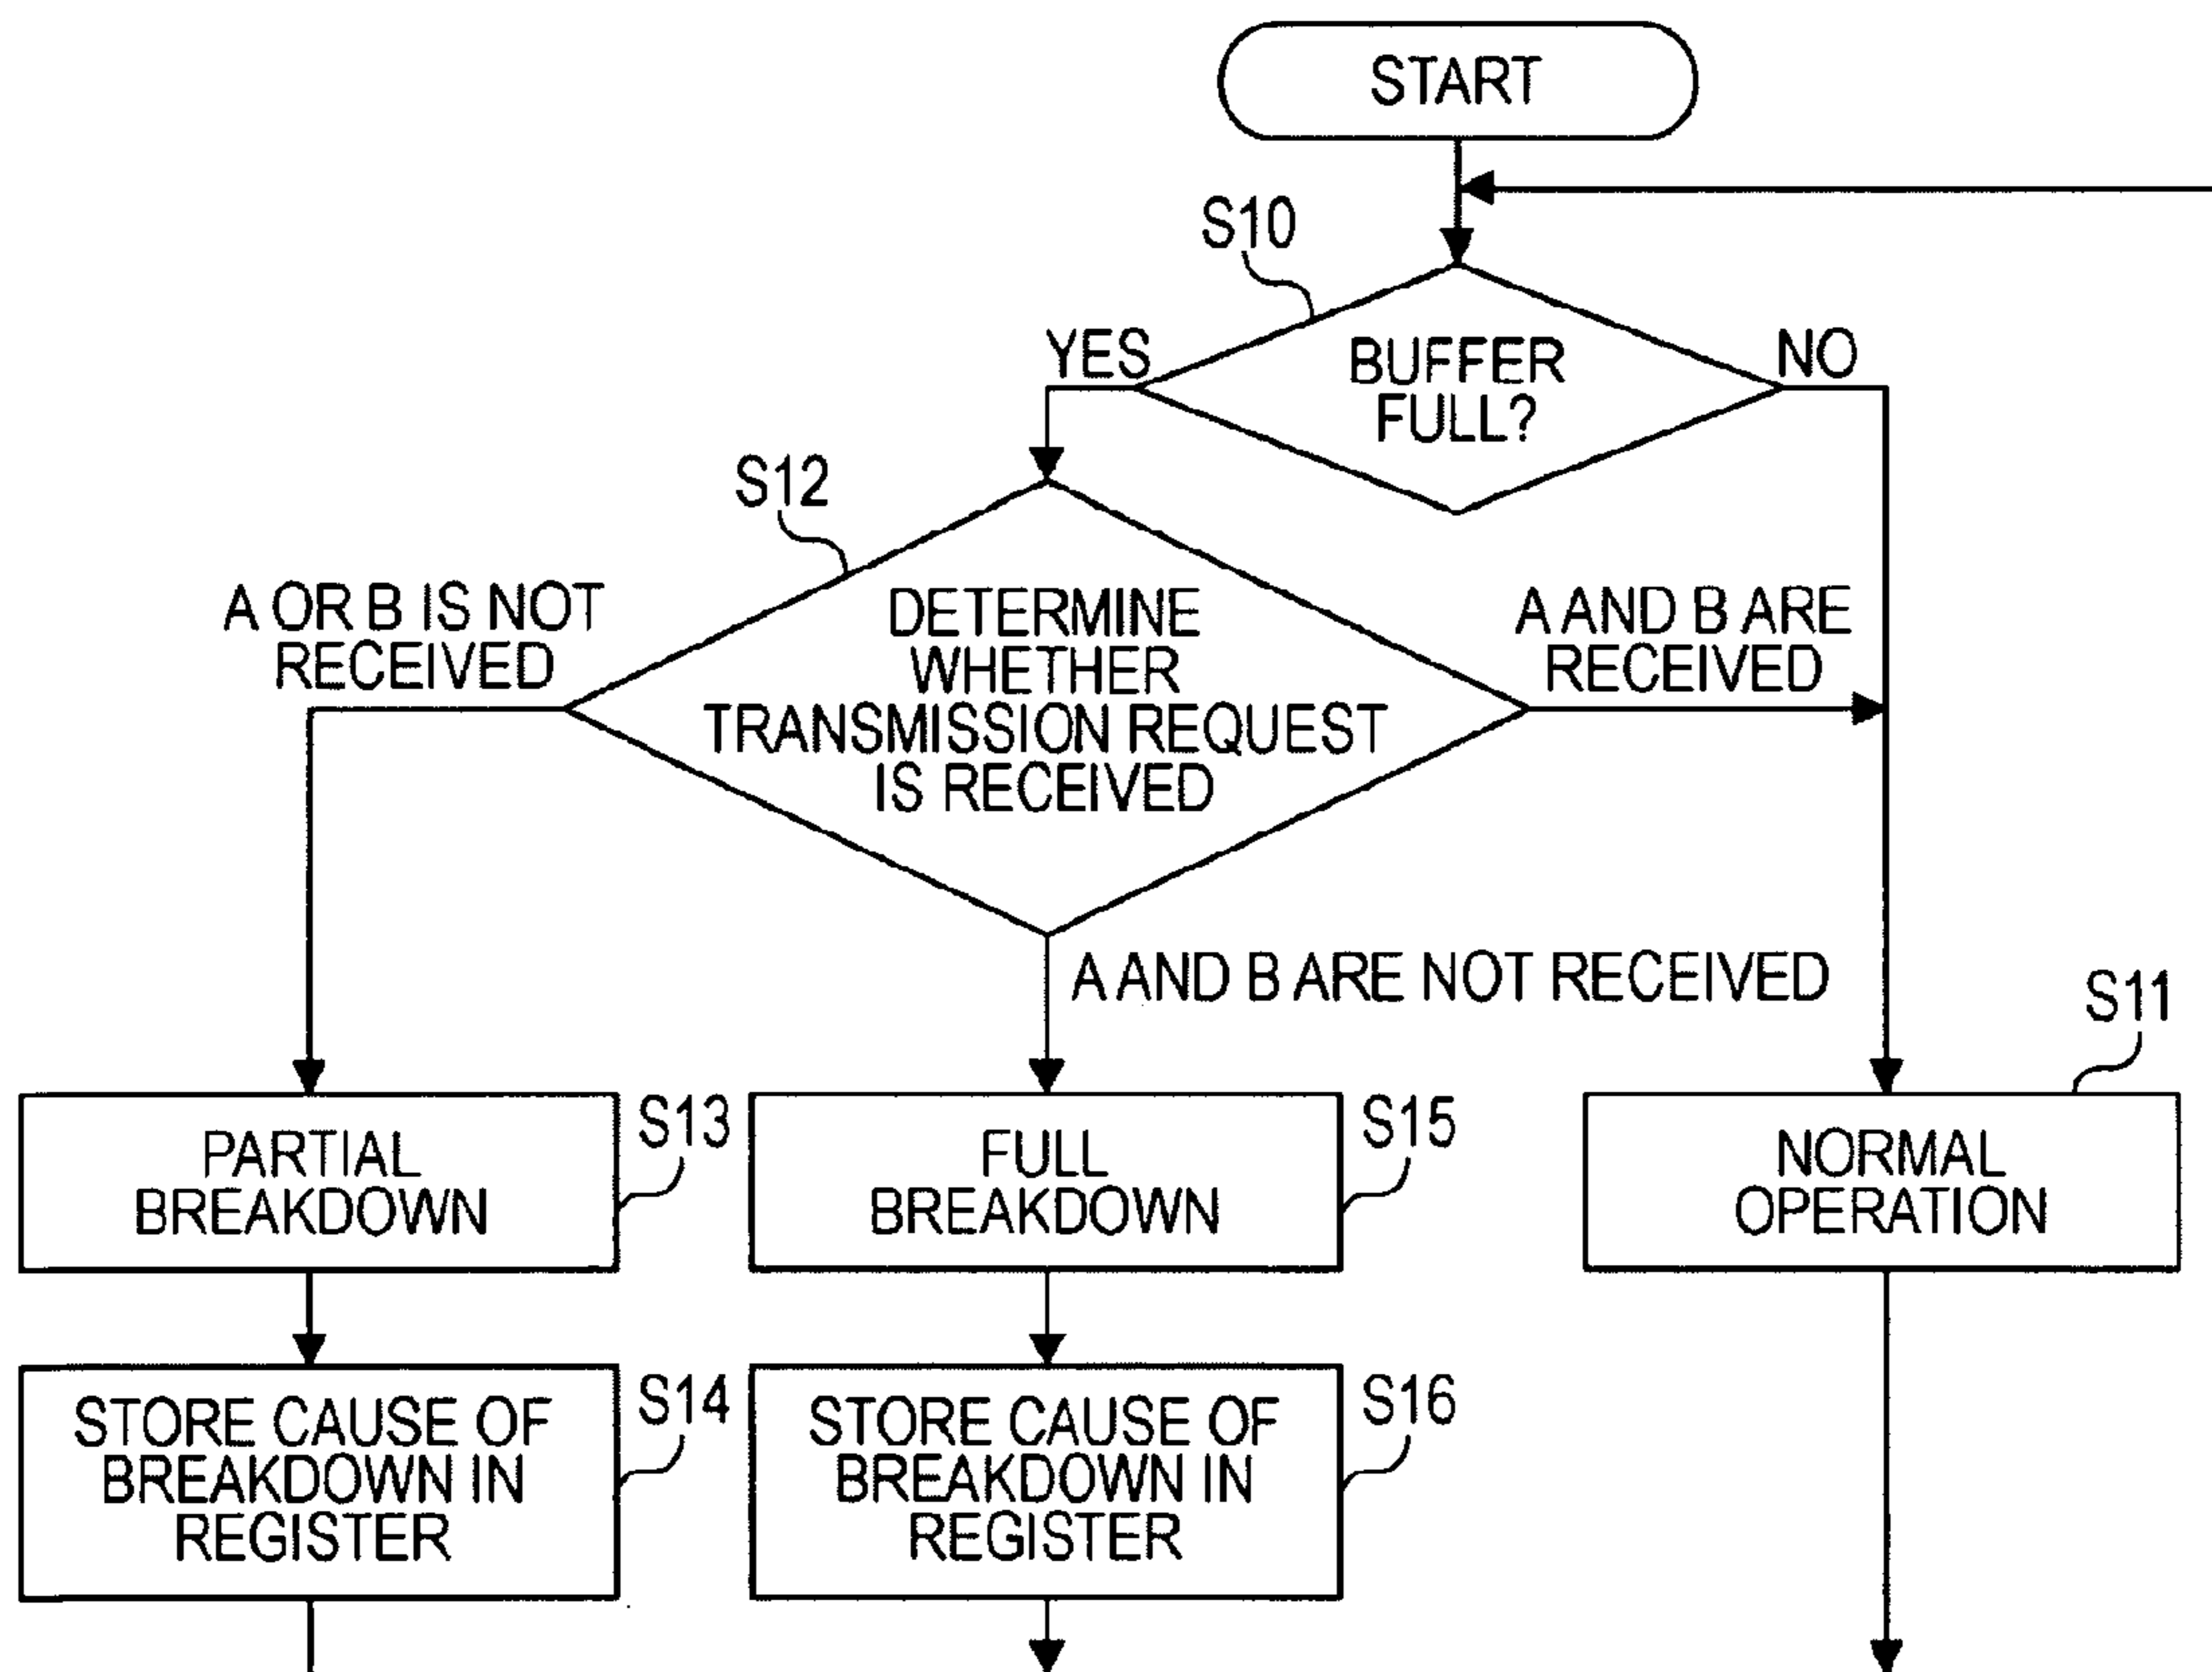 START
S10
YES
BUFFER
FULL?
NO
S12
A OR B IS NOT
RECEIVED
DETERMINE
WHETHER
TRANSMISSION REQUEST
IS RECEIVED
A AND B ARE
RECEIVED
A AND B ARE NOT RECEIVED
S11
PARTIAL
BREAKDOWN
S13
FULL
BREAKDOWN
S15
NORMAL
OPERATION
STORE CAUSE OF
BREAKDOWN IN
REGISTER
S14
STORE CAUSE OF
BREAKDOWN IN
REGISTER
S16